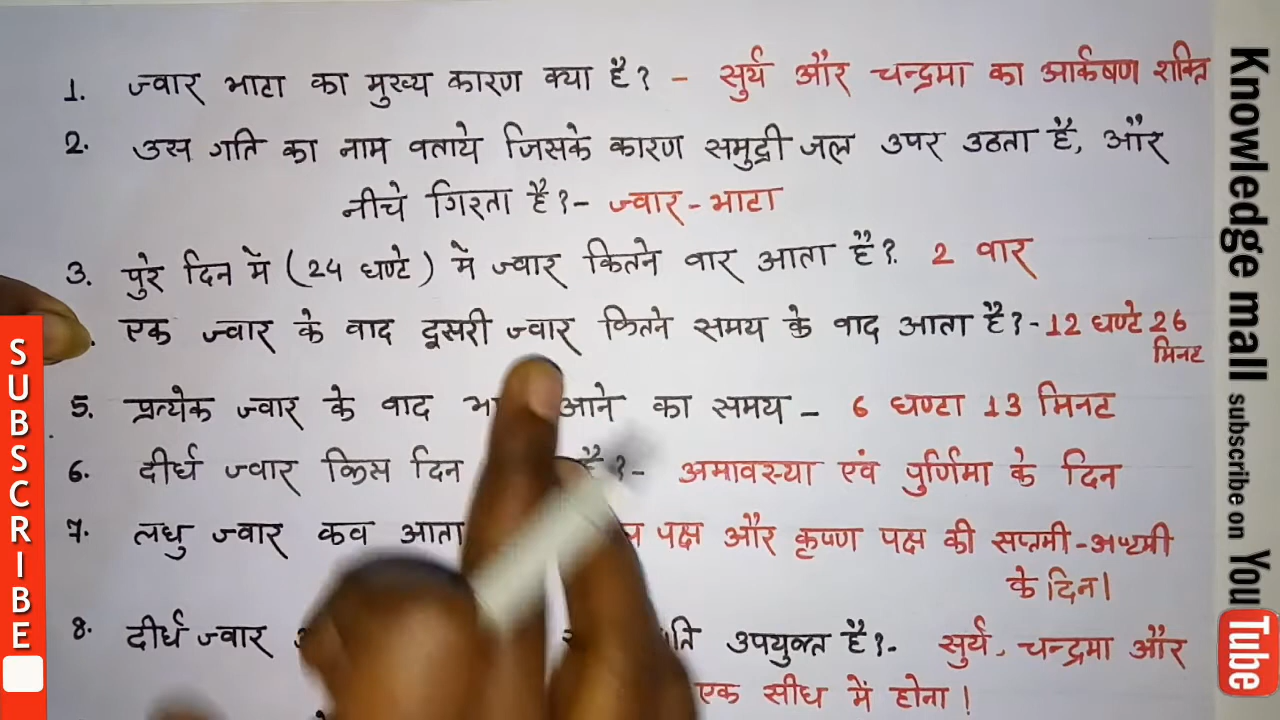 1. ज्वार भाटा का मुख्य कारण क्या है? - सुर्य और चन्द्रमा का आर्कषण शक्ति
2. उस गति का नाम वताये जिसके कारण समुद्री जल उपर उठता है, और
नीचे गिरता है?- ज्वार-भाटा
3. पुरे दिन में (24 घण्टे) में ज्वार कितने वार आता है? 2 वार
एक ज्वार के वाद दूसरी ज्वार कितने समय के वाद आता है?-12 घण्टे 26
मिनट
5. प्रत्येक ज्वार के वाद आने का समय - 6 घण्टा 13 मिनट
6. दीर्घ ज्वार किस दिन है?- अमावस्या एवं पुर्णिमा के दिन
7. लघु ज्वार कव आता पक्ष और कृष्ण पक्ष की सप्तमी-अष्टमी
के दिन।
8. दीर्घ ज्वार उपयुक्त है?- सुर्य, चन्द्रमा और
एक सीध में होना!
SUBSCRIBE
Knowledge mall subscribe on YouTube